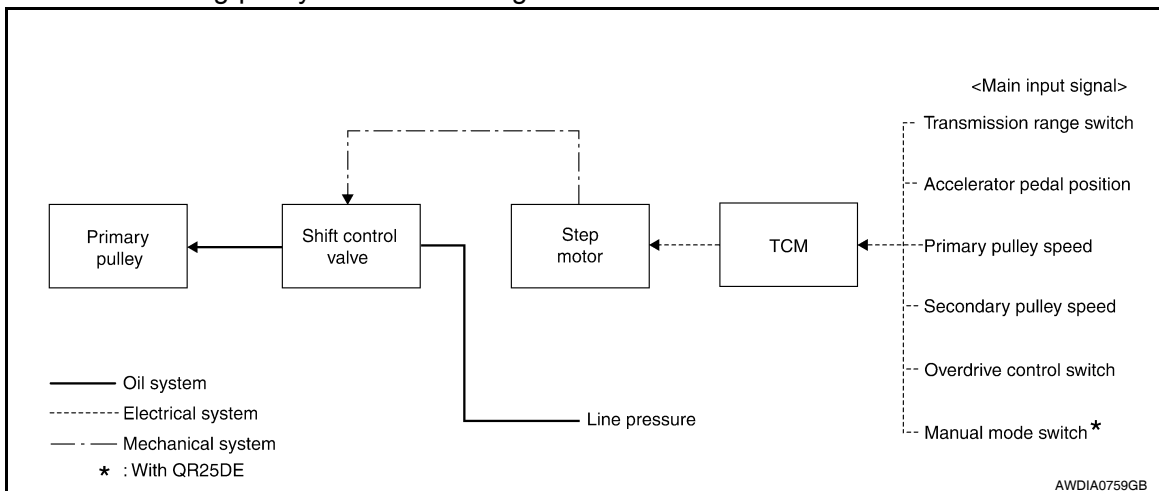 <Main input signal>
Transmission range switch
Accelerator pedal position
Primary pulley speed
Secondary pulley speed
Overdrive control switch
Manual mode switch*
Primary
pulley
Shift control
valve
Step
motor
TCM
Line pressure
Oil system
Electrical system
Mechanical system
* : With QR25DE
AWDIA0759GB